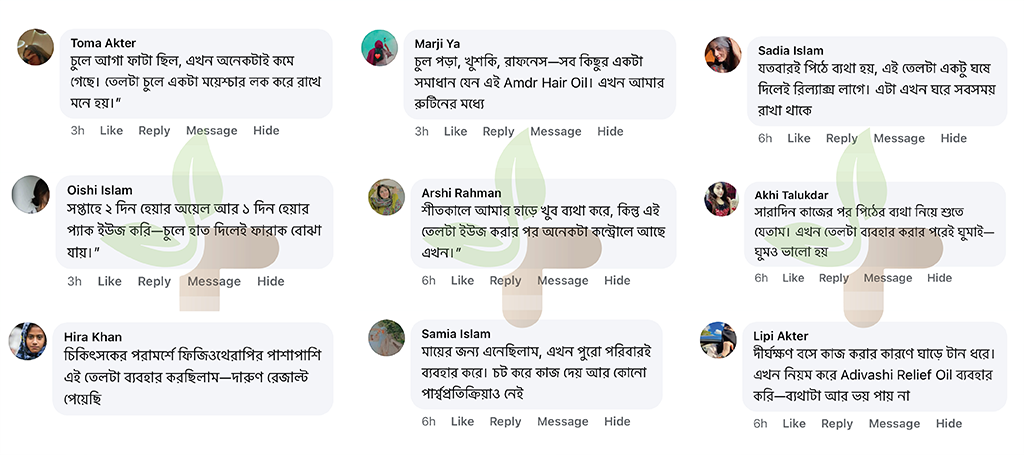 Toma Akter
চুলে আগা ফাটা ছিল, এখন অনেকটাই কমে
গেছে। তেলটা চুলে একটা ময়েশ্চার লক করে রাখে
মনে হয়।”
3h Like Reply Message Hide
Oishi Islam
সপ্তাহে ২ দিন হেয়ার অয়েল আর ১ দিন হেয়ার
প্যাক ইউজ করি—চুলে হাত দিলেই ফারাক বোঝা
যায়।”
3h Like Reply Message Hide
Hira Khan
চিকিৎসকের পরামর্শে ফিজিওথেরাপির পাশাপাশি
এই তেলটা ব্যবহার করছিলাম—দারুণ রেজাল্ট
পেয়েছি
Marji Ya
চুল পড়া, খুশকি, রাফনেস—সব কিছুর একটা
সমাধান যেন এই Amdr Hair Oil। এখন আমার
রুটিনের মধ্যে
3h Like Reply Message Hide
Arshi Rahman
শীতকালে আমার হাড়ে খুব ব্যথা করে, কিন্তু এই
তেলটা ইউজ করার পর অনেকটা কন্ট্রোলে আছে
এখন।”
6h Like Reply Message Hide
Samia Islam
মায়ের জন্য এনেছিলাম, এখন পুরো পরিবারই
ব্যবহার করে। চট করে কাজ দেয় আর কোনো
পার্শ্বপ্রতিক্রিয়াও নেই
6h Like Reply Message Hide
Sadia Islam
যতবারই পিঠে ব্যথা হয়, এই তেলটা একটু ঘষে
দিলেই রিল্যাক্স লাগে। এটা এখন ঘরে সবসময়
রাখা থাকে
6h Like Reply Message Hide
Akhi Talukdar
সারাদিন কাজের পর পিঠের ব্যথা নিয়ে শুতে
যেতাম। এখন তেলটা ব্যবহার করার পরেই ঘুমাই—
ঘুমও ভালো হয়
6h Like Reply Message Hide
Lipi Akter
দীর্ঘক্ষণ বসে কাজ করার কারণে ঘাড়ে টান ধরে।
এখন নিয়ম করে Adivashi Relief Oil ব্যবহার
করি—ব্যথাটা আর ভয় পায় না
6h Like Reply Message Hide